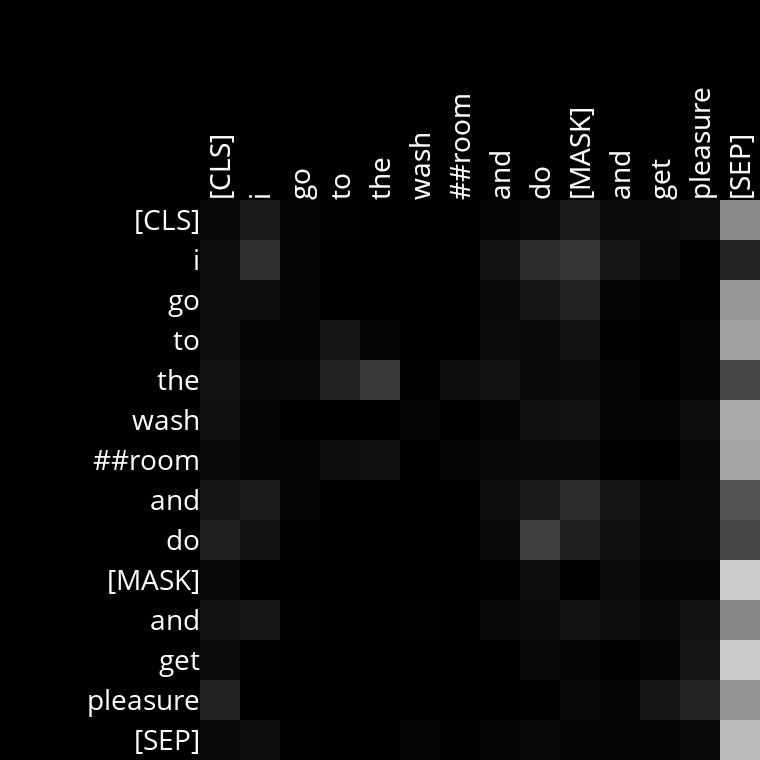 [CLS] i go to the wash ##room and do [MASK] and get pleasure [SEP]
[CLS]
i
go
to
the
wash
##room
and
do
[MASK]
and
get
pleasure
[SEP]